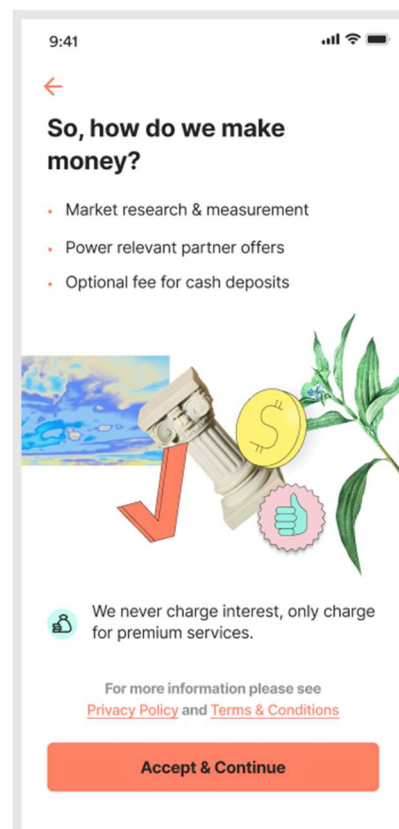 9:41
So, how do we make
money?
• Market research & measurement
• Power relevant partner offers
• Optional fee for cash deposits
$
We never charge interest, only charge
for premium services.
For more information please see
Privacy Policy and Terms & Conditions
Accept & Continue